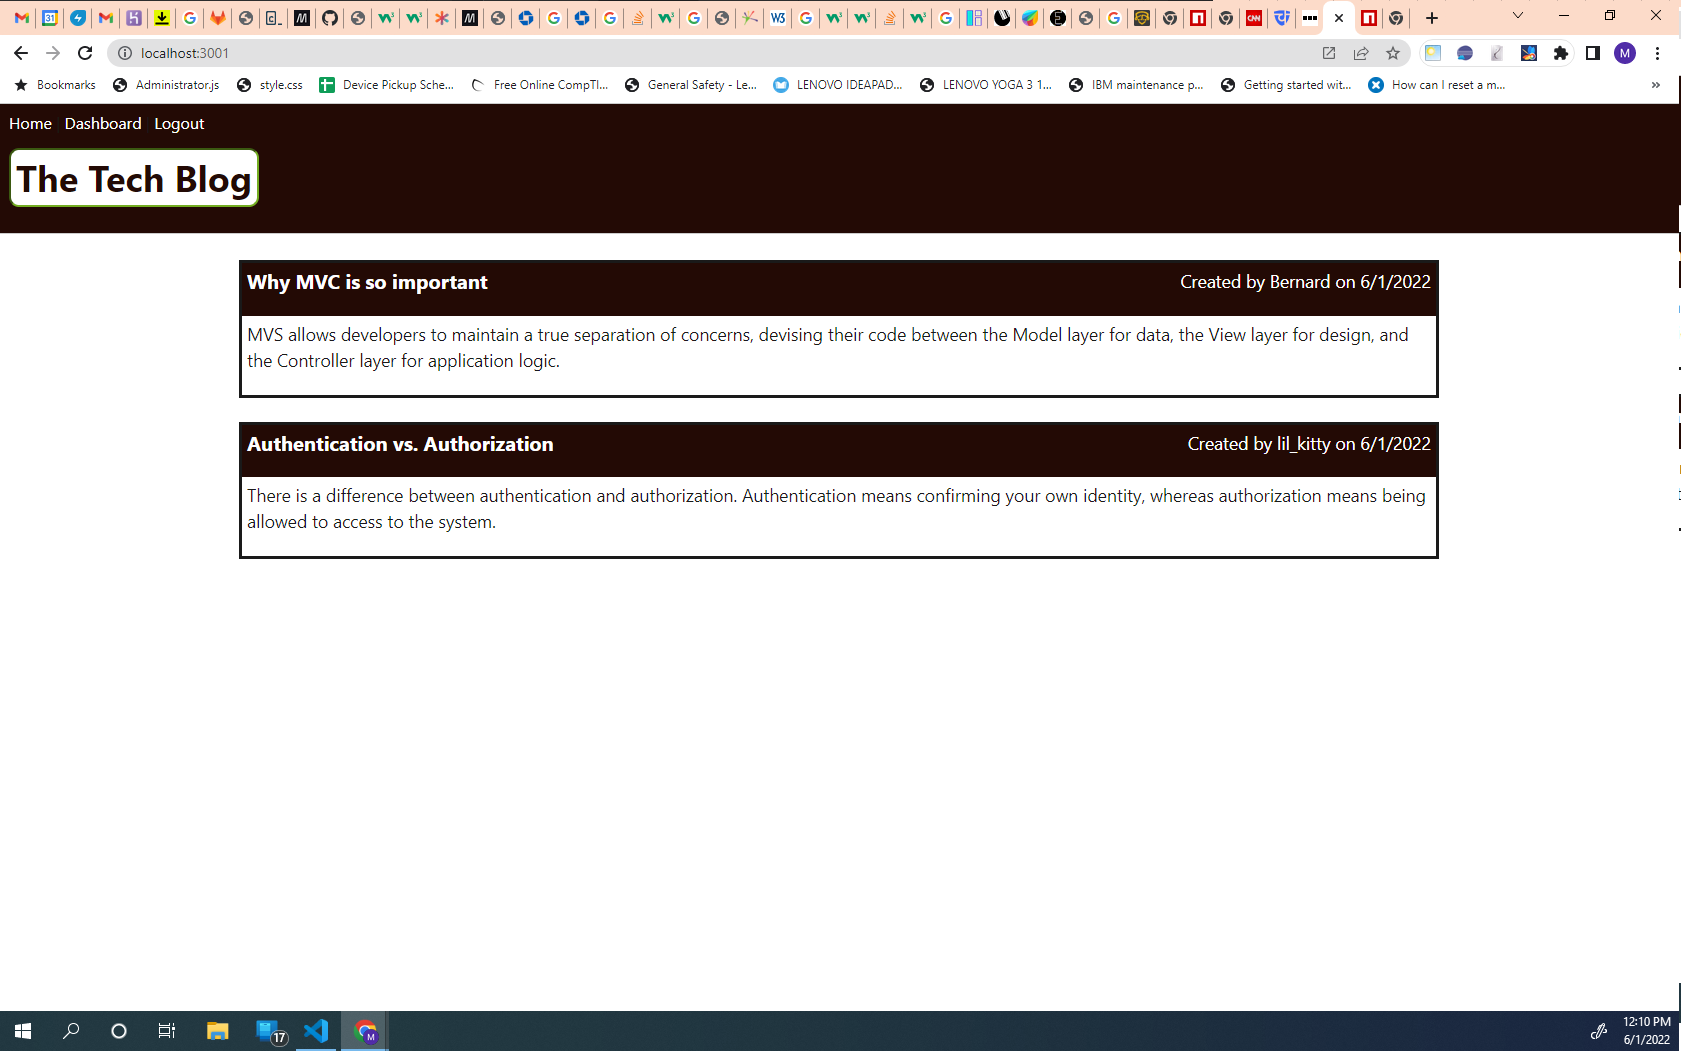 localhost:3001
Bookmarks Administrator.js style.css Device Pickup Sche... Free Online CompTI... General Safety - Le... LENOVO IDEAPAD... LENOVO YOGA 3 1... IBM maintenance p... Getting started wit... How can I reset a m... »
Home Dashboard Logout
The Tech Blog
Why MVC is so important Created by Bernard on 6/1/2022
MVS allows developers to maintain a true separation of concerns, devising their code between the Model layer for data, the View layer for design, and
the Controller layer for application logic.
Authentication vs. Authorization Created by lil_kitty on 6/1/2022
There is a difference between authentication and authorization. Authentication means confirming your own identity, whereas authorization means being
allowed to access to the system.
17
M
12:10 PM
6/1/2022